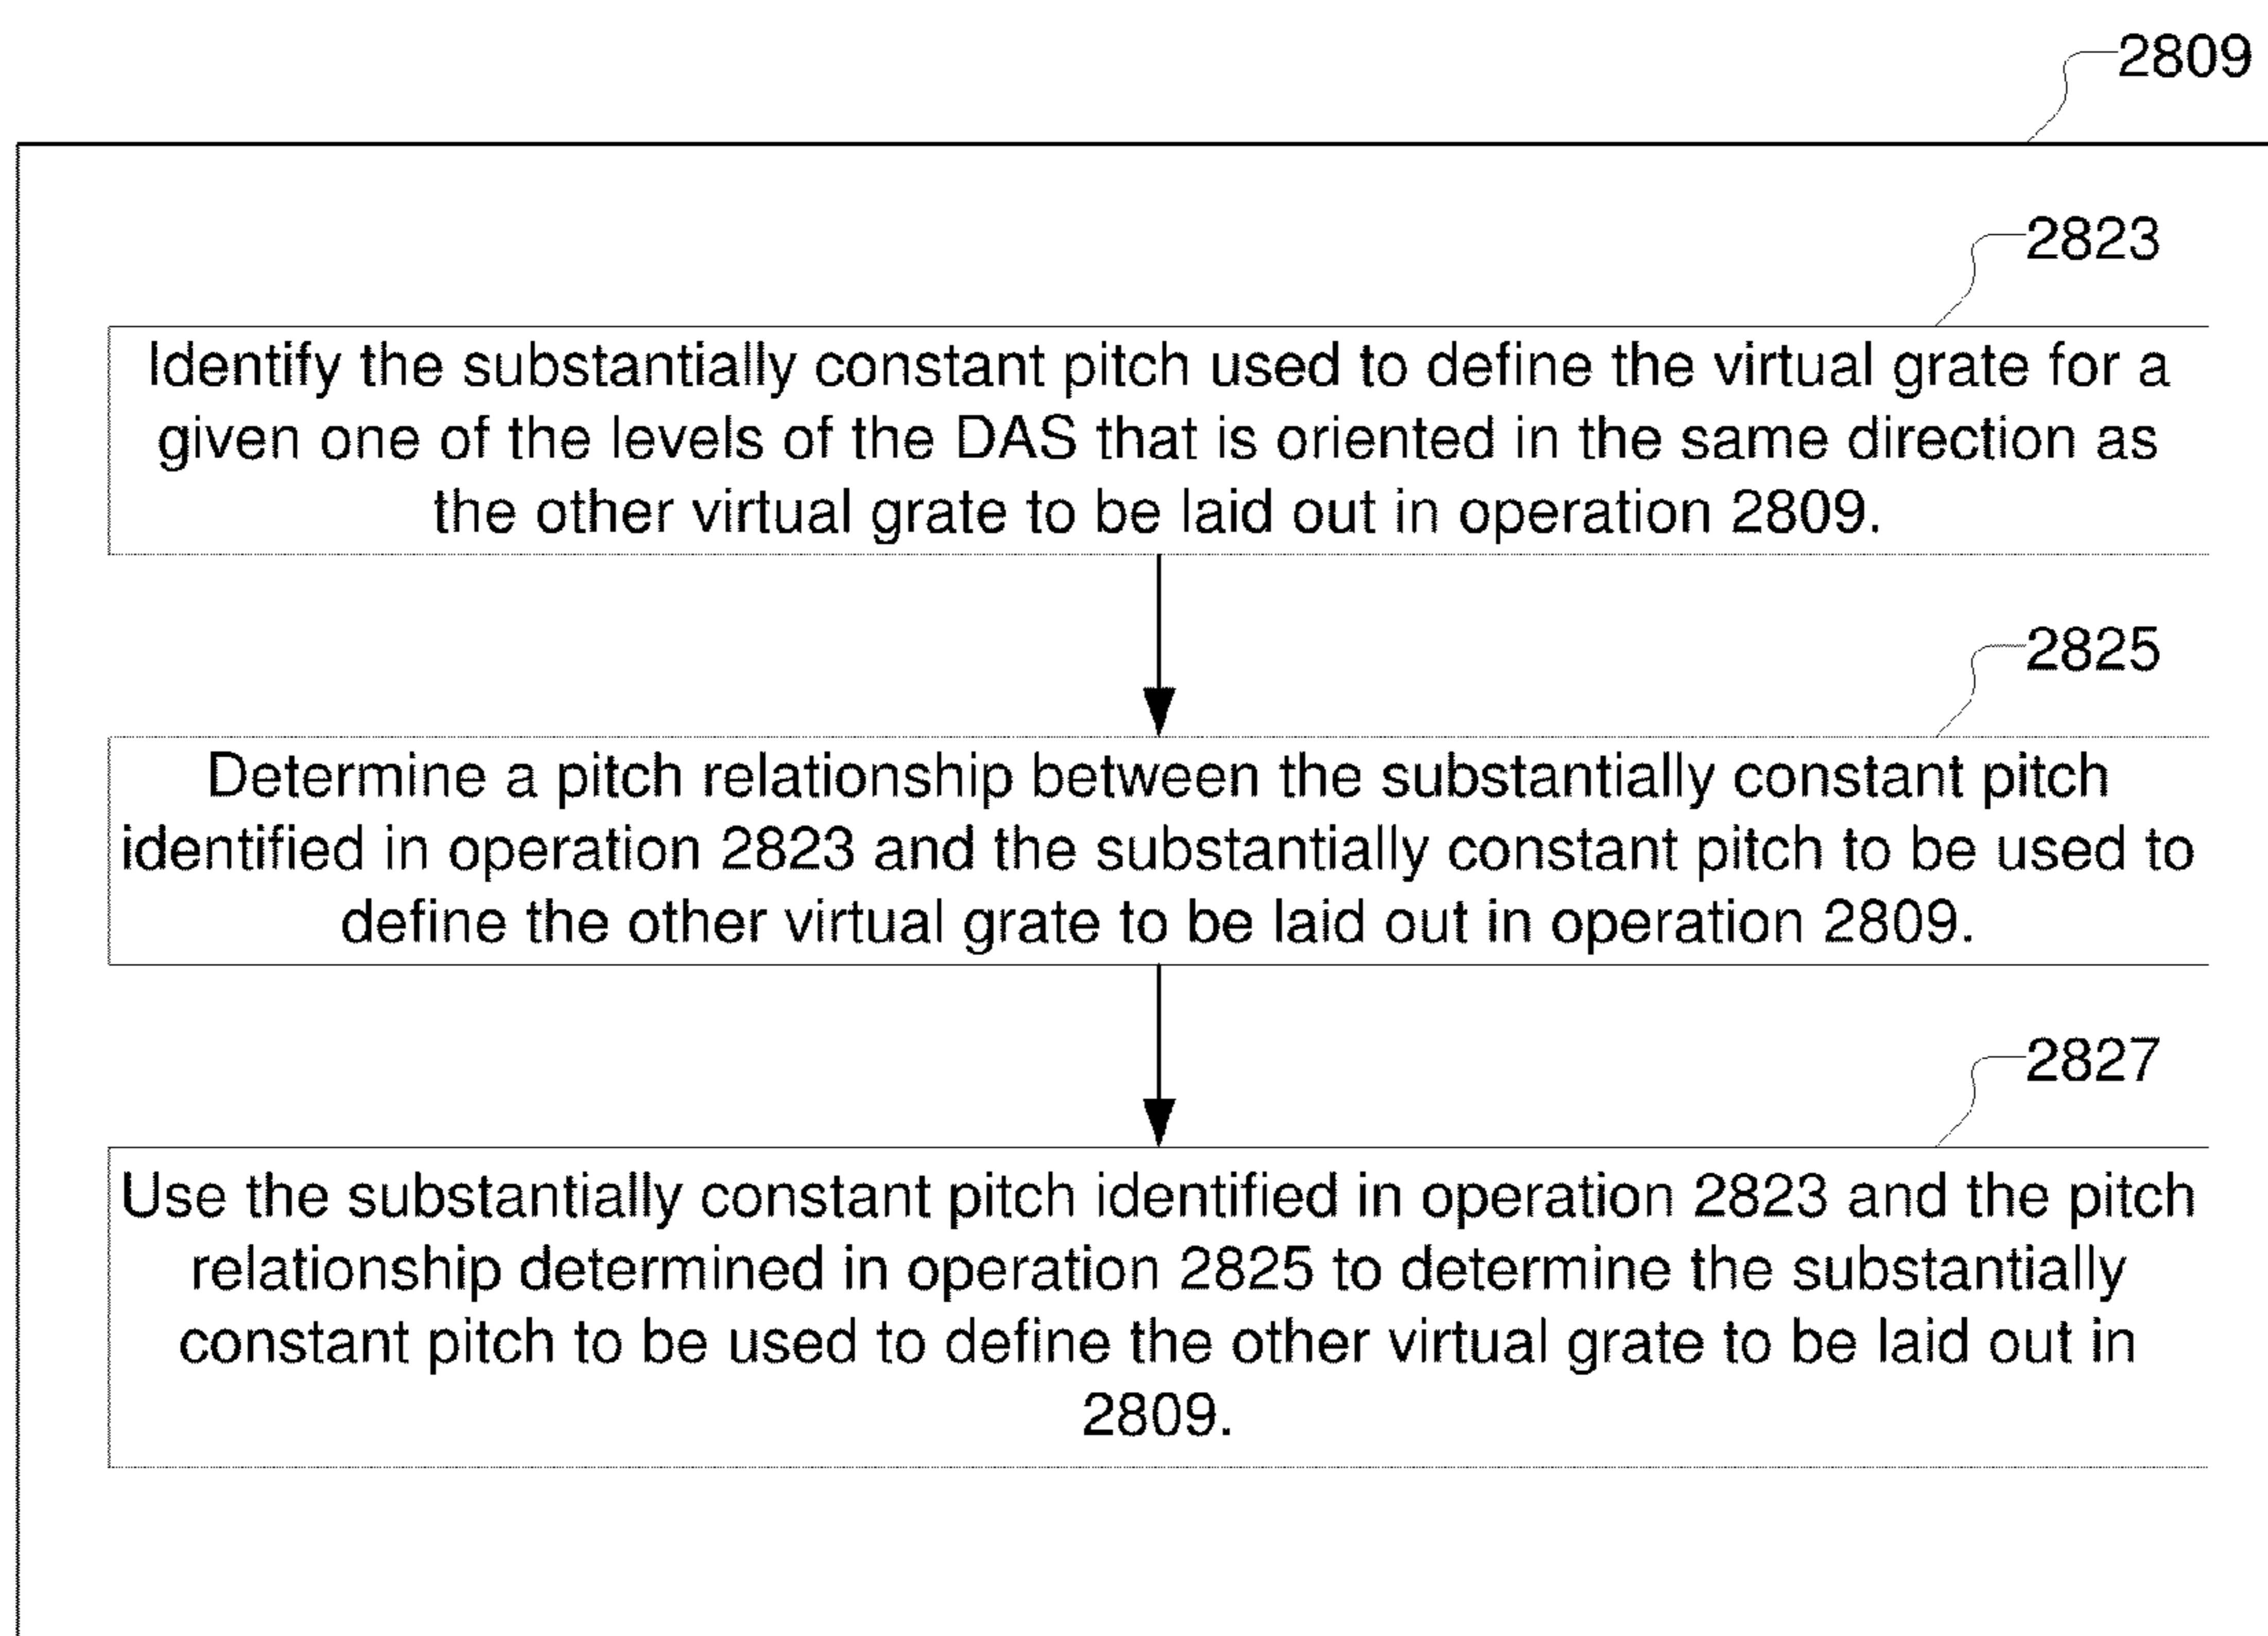 2809
2823
Identify the substantially constant pitch used to define the virtual grate for a
given one of the levels of the DAS that is oriented in the same direction as
the other virtual grate to be laid out in operation 2809.
2825
Determine a pitch relationship between the substantially constant pitch
identified in operation 2823 and the substantially constant pitch to be used to
define the other virtual grate to be laid out in operation 2809.
2827
Use the substantially constant pitch identified in operation 2823 and the pitch
relationship determined in operation 2825 to determine the substantially
constant pitch to be used to define the other virtual grate to be laid out in
2809.